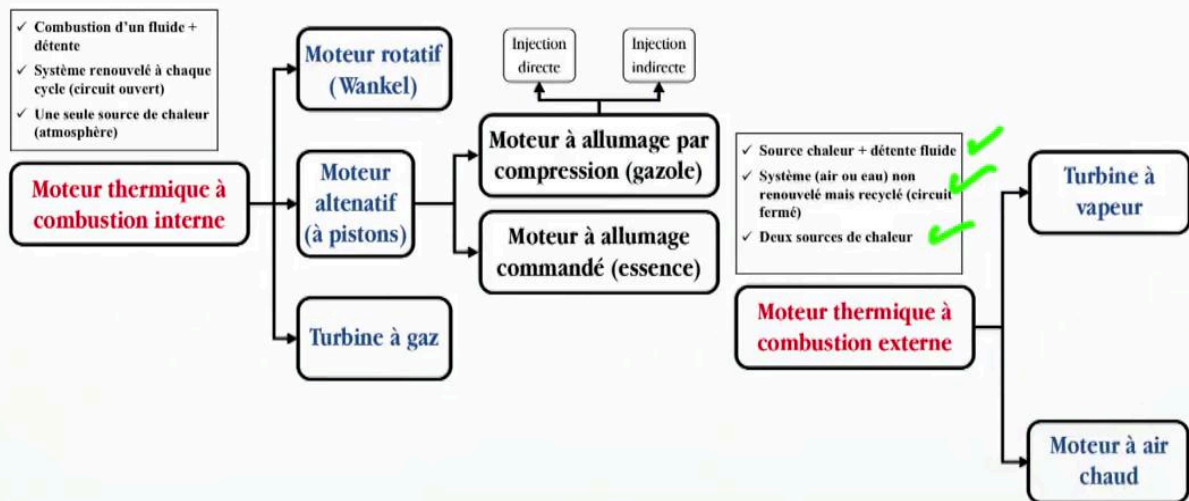 ✓ Combustion d'un fluide +
détente
✓ Système renouvelé à chaque
cycle (circuit ouvert)
✓ Une seule source de chaleur
(atmosphère)
Moteur thermique à
combustion interne
Moteur rotatif
(Wankel)
Moteur
altenatif
(à pistons)
Turbine à gaz
Injection
directe
Injection
indirecte
Moteur à allumage par
compression (gazole)
Moteur à allumage
commandé (essence)
✓ Source chaleur + détente fluide
✓ Système (air ou eau) non
renouvelé mais recyclé (circuit
fermé)
✓ Deux sources de chaleur
Moteur thermique à
combustion externe
Turbine à
vapeur
Moteur à air
chaud